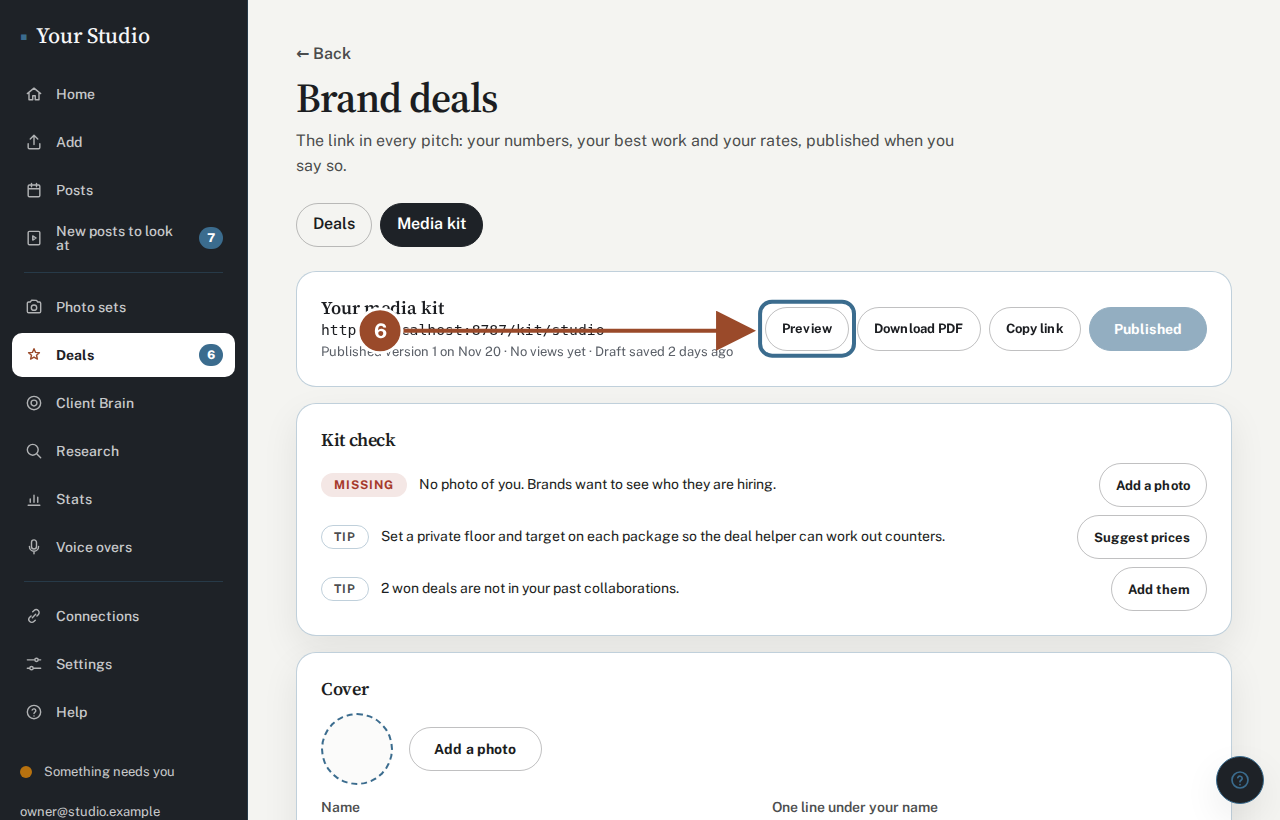 Your Studio
Home
Add
Posts
New posts to look
at
7
Photo sets
Deals
6
Client Brain
Research
Stats
Voice overs
Connections
Settings
Help
Something needs you
owner@studio.example
← Back
Brand deals
The link in every pitch: your numbers, your best work and your rates, published when you
say so.
Deals
Media kit
Your media kit
6
Published version 1 on Nov 20 · No views yet · Draft saved 2 days ago
Preview
Download PDF
Copy link
Published
Kit check
MISSING
No photo of you. Brands want to see who they are hiring.
Add a photo
TIP
Set a private floor and target on each package so the deal helper can work out counters.
Suggest prices
TIP
2 won deals are not in your past collaborations.
Add them
Cover
Add a photo
Name
One line under your name